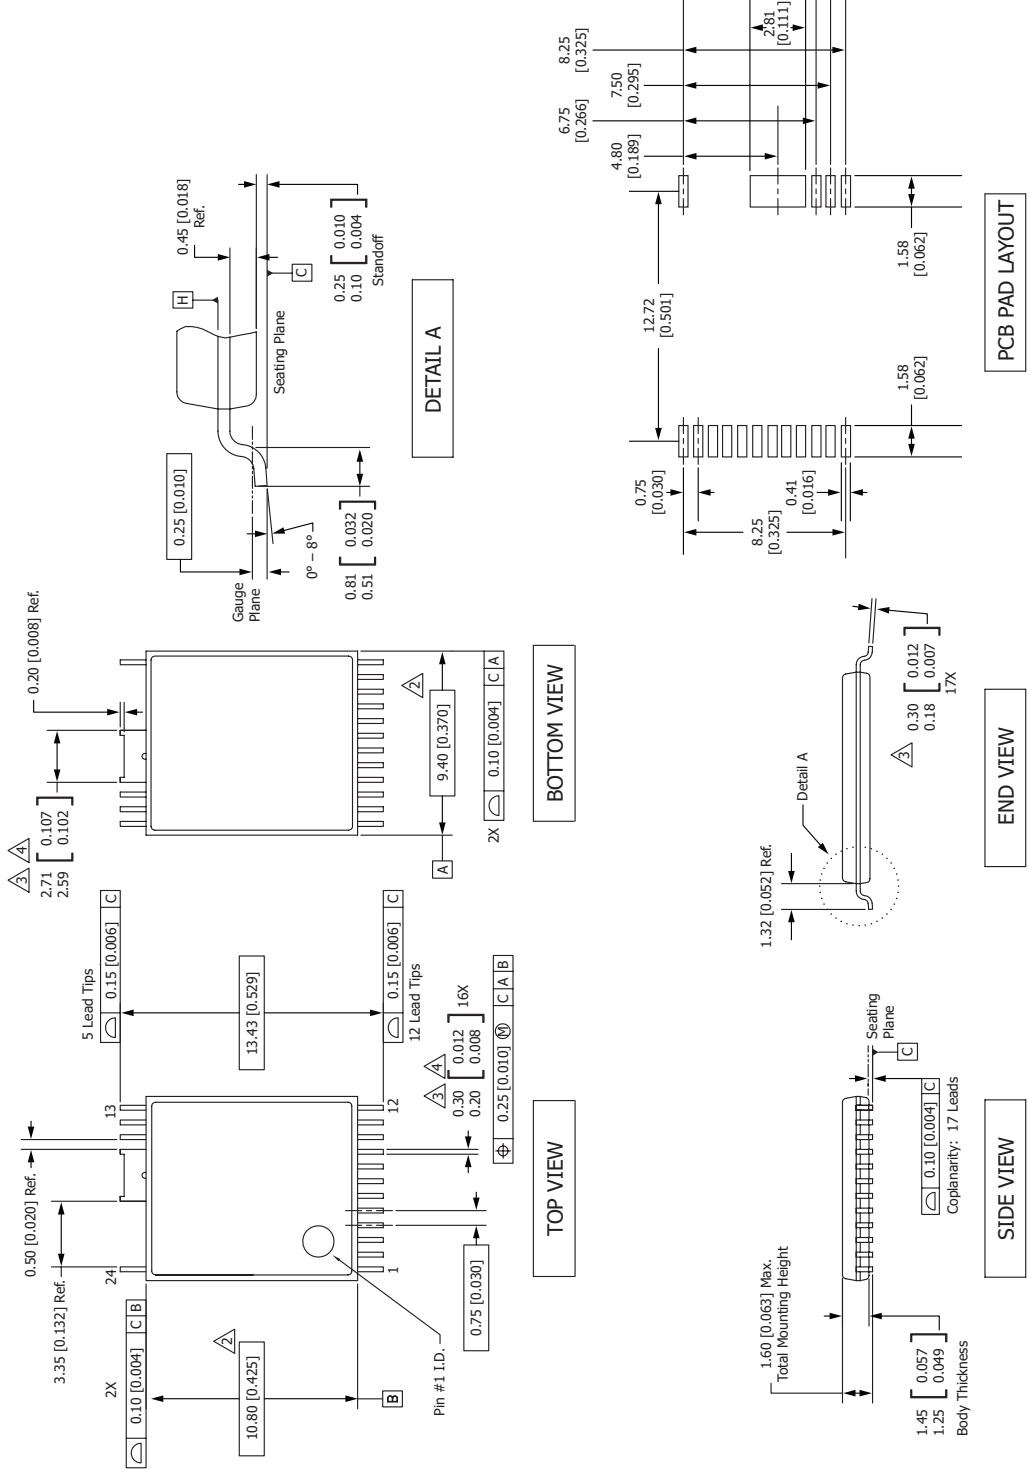 3.35 [0.132] Ref.
0.50 [0.020] Ref.
2X
0.10 [0.004] C B
24
13
5 Lead Tips
0.15 [0.006] C
13.43 [0.529]
0.15 [0.006] C
12 Lead Tips
2
10.80 [0.425]
B
Pin #1 I.D.
1
12
0.75 [0.030]
3
4
0.30
0.20
0.012
0.008
16X
0.25 [0.010] M C A B
TOP VIEW
3
4
2.71
2.59
0.107
0.102
0.20 [0.008] Ref.
A
9.40 [0.370]
2
2X
0.10 [0.004] C A
BOTTOM VIEW
Gauge
Plane
0.25 [0.010]
H
0.45 [0.018]
Ref.
0° – 8°
0.81
0.51
0.032
0.020
Seating Plane
C
0.25
0.10
0.010
0.004
Standoff
DETAIL A
1.60 [0.063] Max.
Total Mounting Height
1.45
1.25
0.057
0.049
Body Thickness
Seating
Plane
C
0.10 [0.004] C
Coplanarity: 17 Leads
SIDE VIEW
1.32 [0.052] Ref.
Detail A
3
0.30
0.18
0.012
0.007
17X
END VIEW
0.75
[0.030]
8.25
[0.325]
0.41
[0.016]
1.58
[0.062]
12.72
[0.501]
8.25
[0.325]
7.50
[0.295]
6.75
[0.266]
4.80
[0.189]
2.81
[0.111]
1.58
[0.062]
PCB PAD LAYOUT